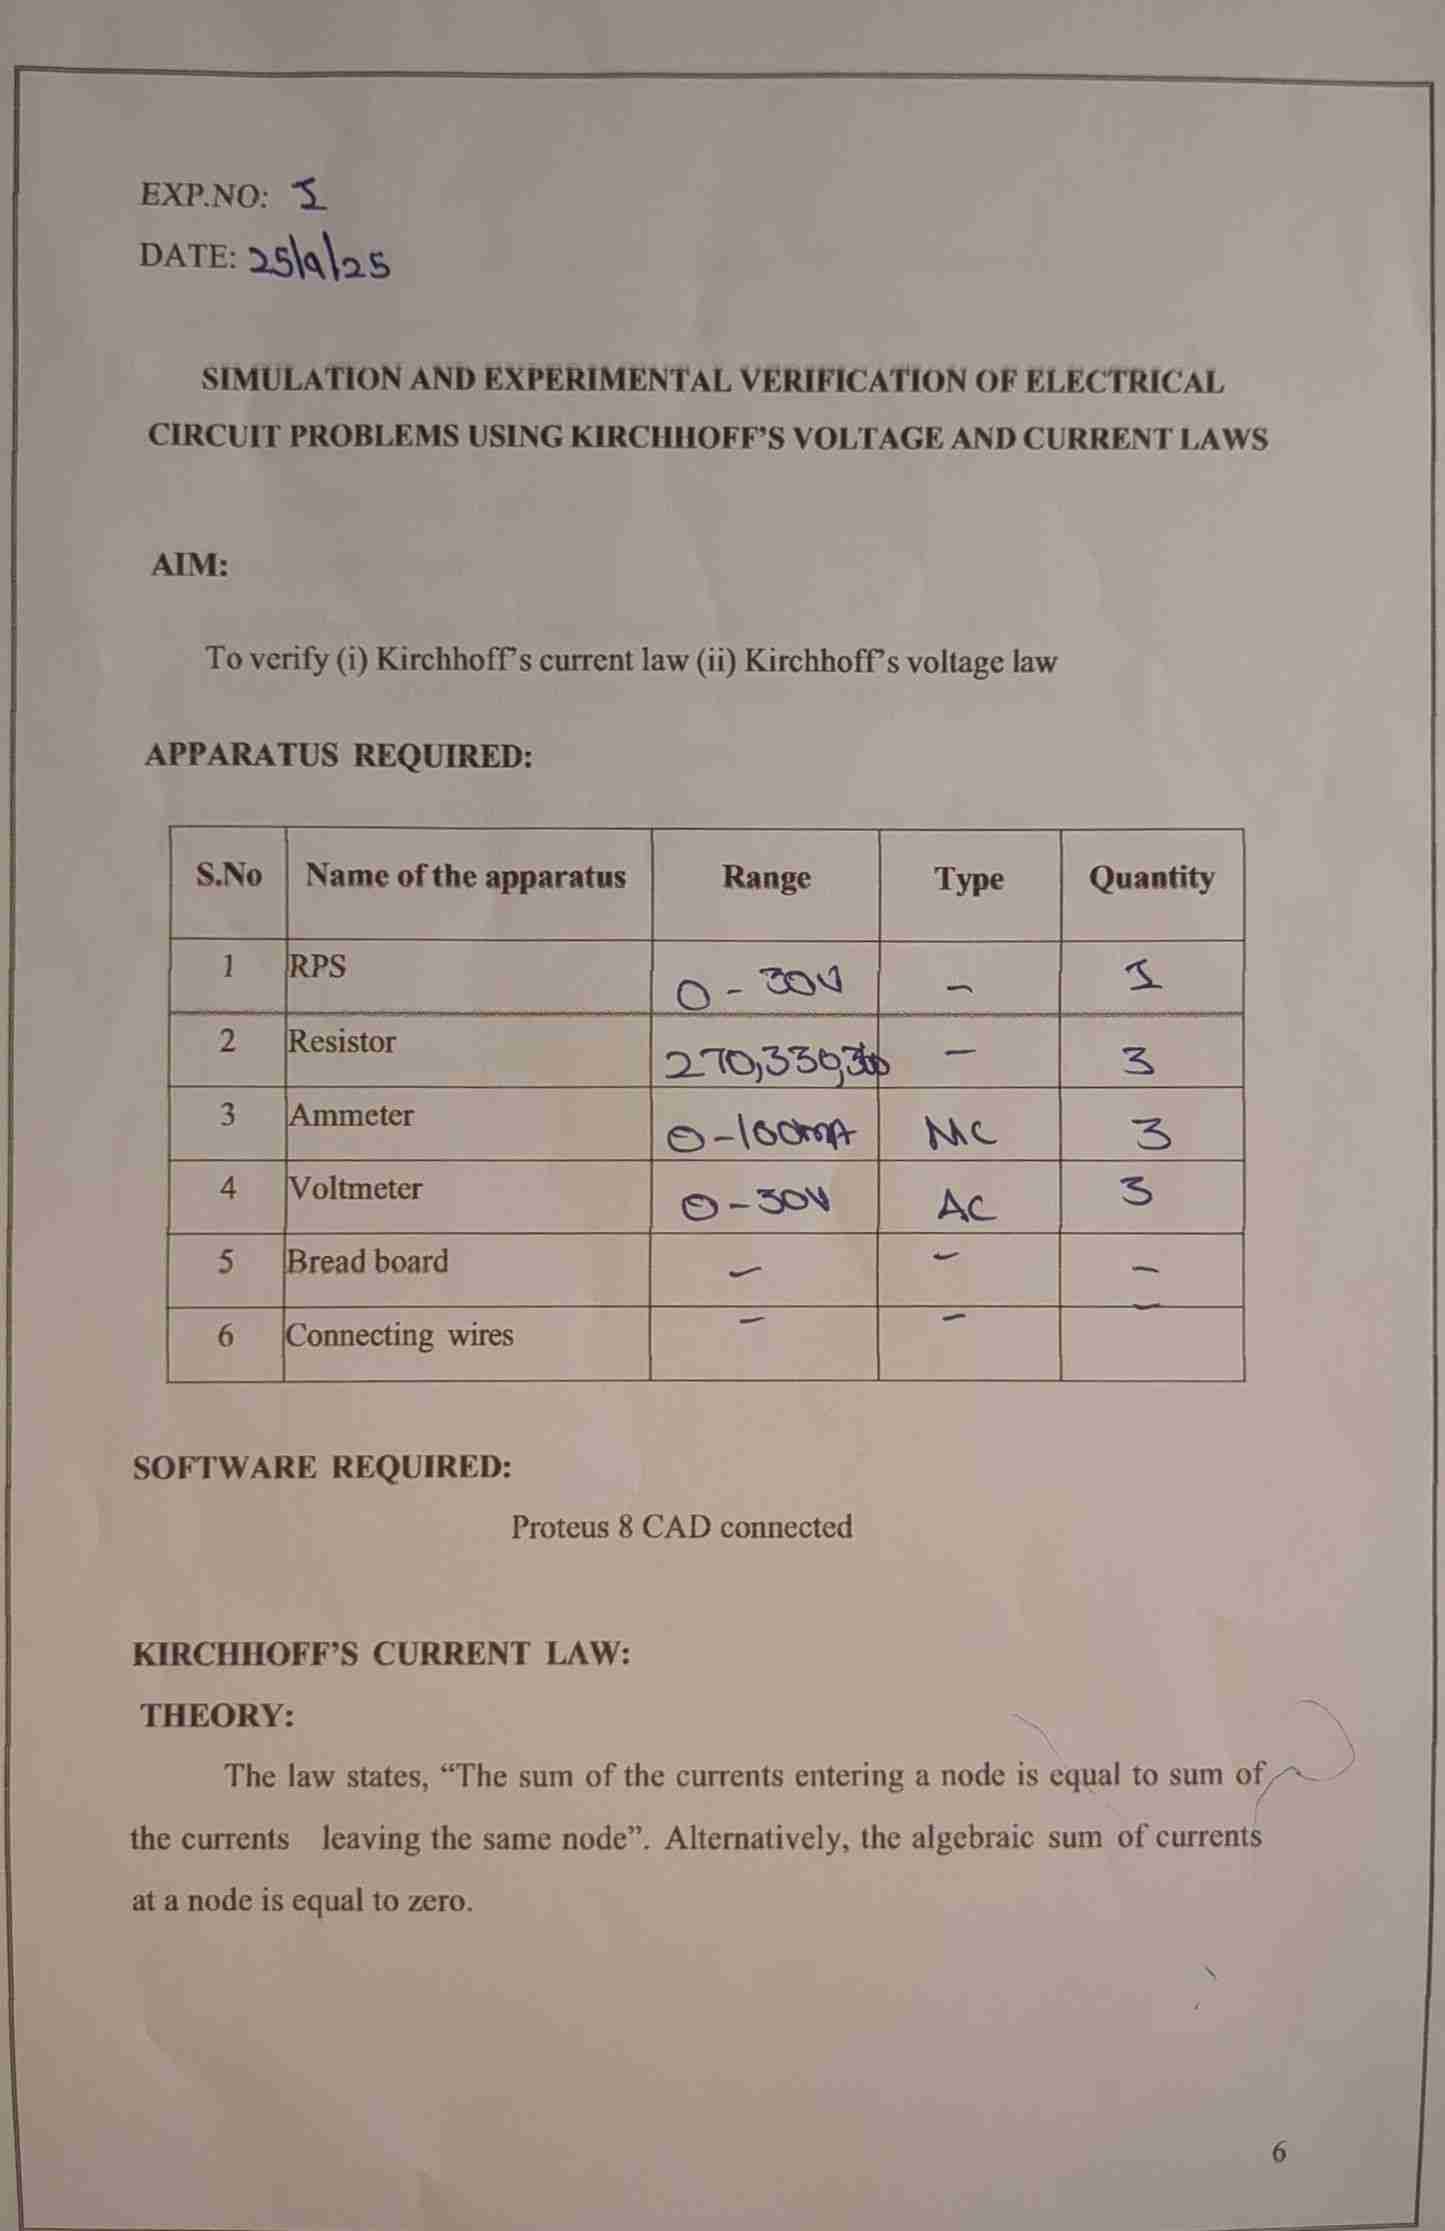 EXP.NO: I
DATE: 25/9/25
SIMULATION AND EXPERIMENTAL VERIFICATION OF ELECTRICAL
CIRCUIT PROBLEMS USING KIRCHHOFF'S VOLTAGE AND CURRENT LAWS
AIM:
To verify (i) Kirchhoff's current law (ii) Kirchhoff's voltage law
APPARATUS REQUIRED:
S.No Name of the apparatus Range Type Quantity
1 RPS 0 - 30V - I
2 Resistor 270,330, - 3
3 Ammeter 0-100mA MC 3
4 Voltmeter 0-30V AC 3
5 Bread board - - -
6 Connecting wires - - -
SOFTWARE REQUIRED:
Proteus 8 CAD connected
KIRCHHOFF'S CURRENT LAW:
THEORY:
The law states, “The sum of the currents entering a node is equal to sum of
the currents leaving the same node”. Alternatively, the algebraic sum of currents
at a node is equal to zero.
6